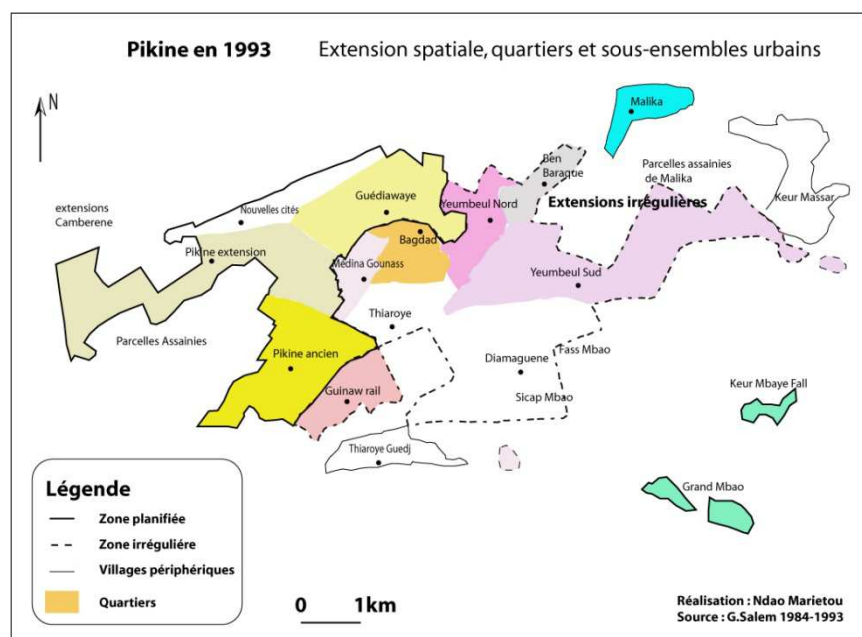 Pikine en 1993 Extension spatiale, quartiers et sous-ensembles urbains
N
Malika
Ben
Baraque
Parcelles assainies
de Malika
Keur Massar
extensions
Camberene
Nouvelles cités
Guédiawaye
Yeumbeul Nord
Extensions irrégulières
Bagdad
Pikine extension
Médina Gounass
Yeumbeul Sud
Thiaroye
Parcelles Assainies
Pikine ancien
Diamaguene
Fass Mbao
Guinaw rail
Sicap Mbao
Keur Mbaye Fall
Thiaroye Guedj
Grand Mbao
Légende
Zone planifiée
Zone irréguliére
Villages périphériques
Quartiers
0 1km
Réalisation : Ndao Marietou
Source : G.Salem 1984-1993